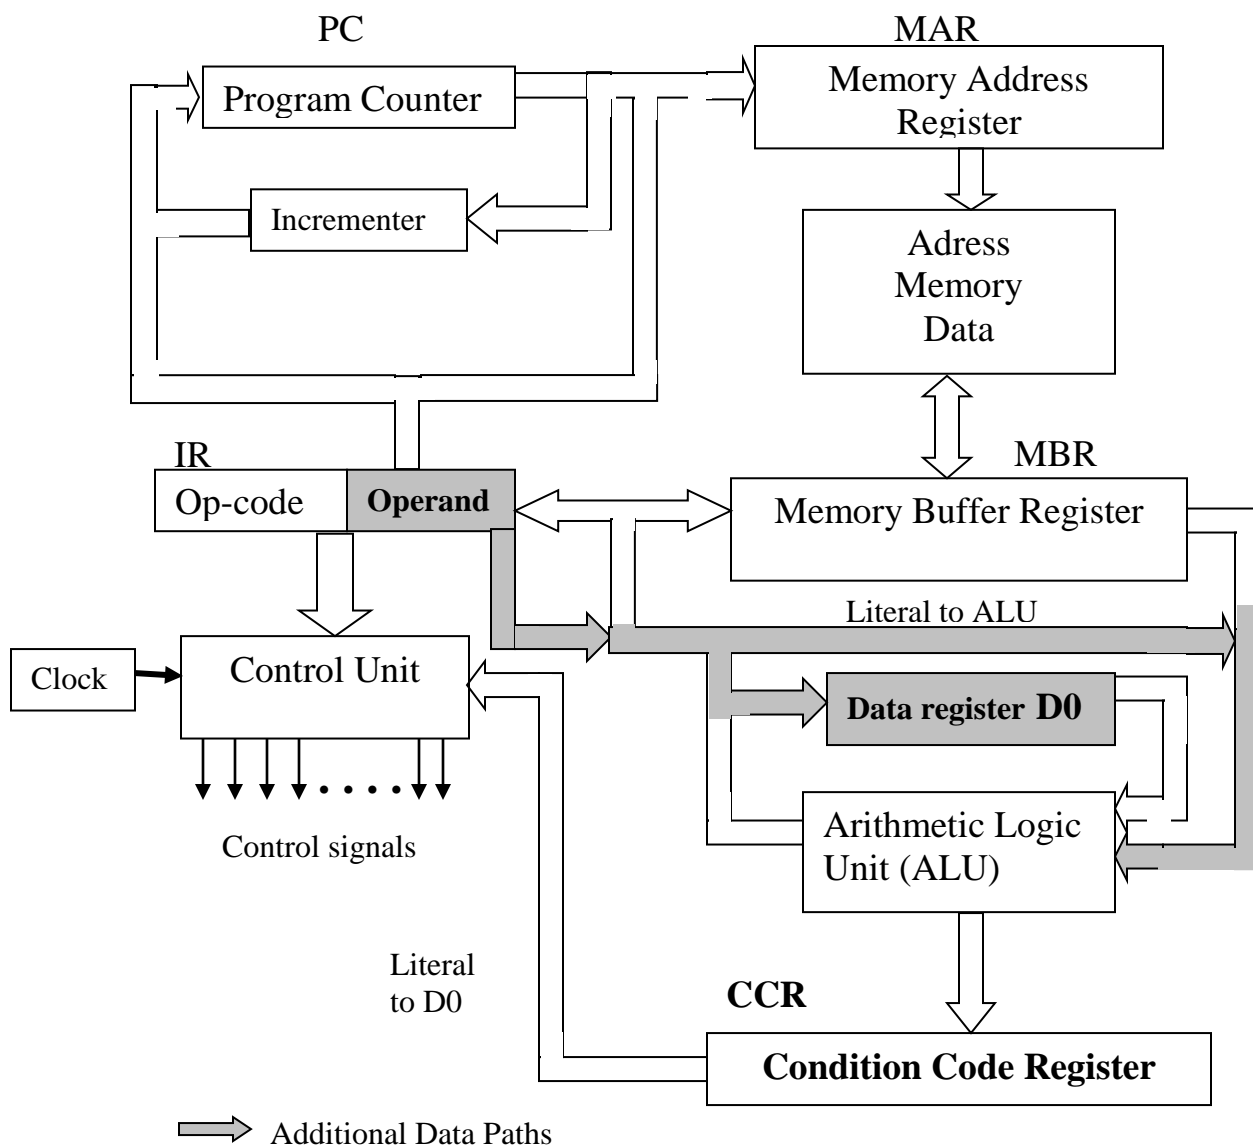 PC
MAR
Program Counter
Memory Address
Register
Incrementer
Adress
Memory
Data
IR
MBR
Op-code
Operand
Memory Buffer Register
Literal to ALU
Clock
Control Unit
Data register D0
Arithmetic Logic
Unit (ALU)
Control signals
Literal
to D0
CCR
Condition Code Register
Additional Data Paths